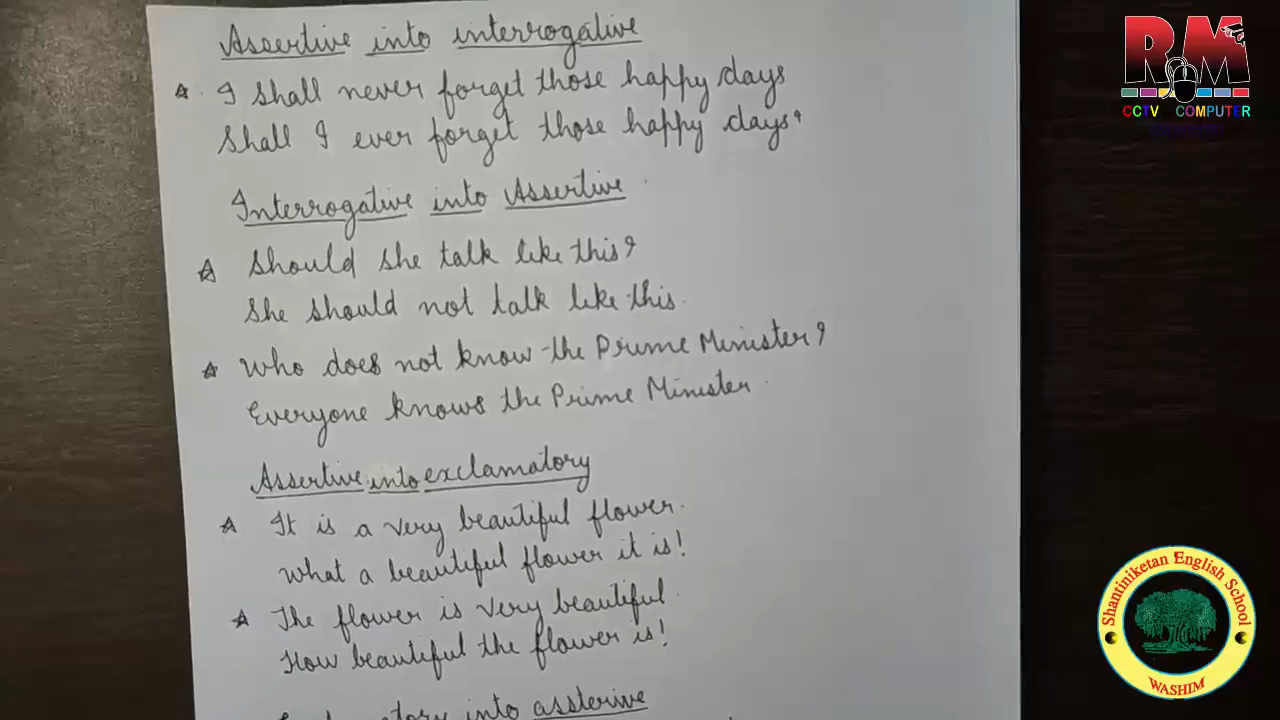 Assertive into interrogative
I shall never forget those happy days
Shall I ever forget those happy days?
Interrogative into Assertive
Should she talk like this?
She should not talk like this.
Who does not know the Prime Minister?
Everyone knows the Prime Minister.
Assertive into exclamatory
It is a very beautiful flower.
What a beautiful flower it is!
The flower is very beautiful.
How beautiful the flower is!
into assterive
RM
CCTV COMPUTER
Shantiniketan English School
WASHIM